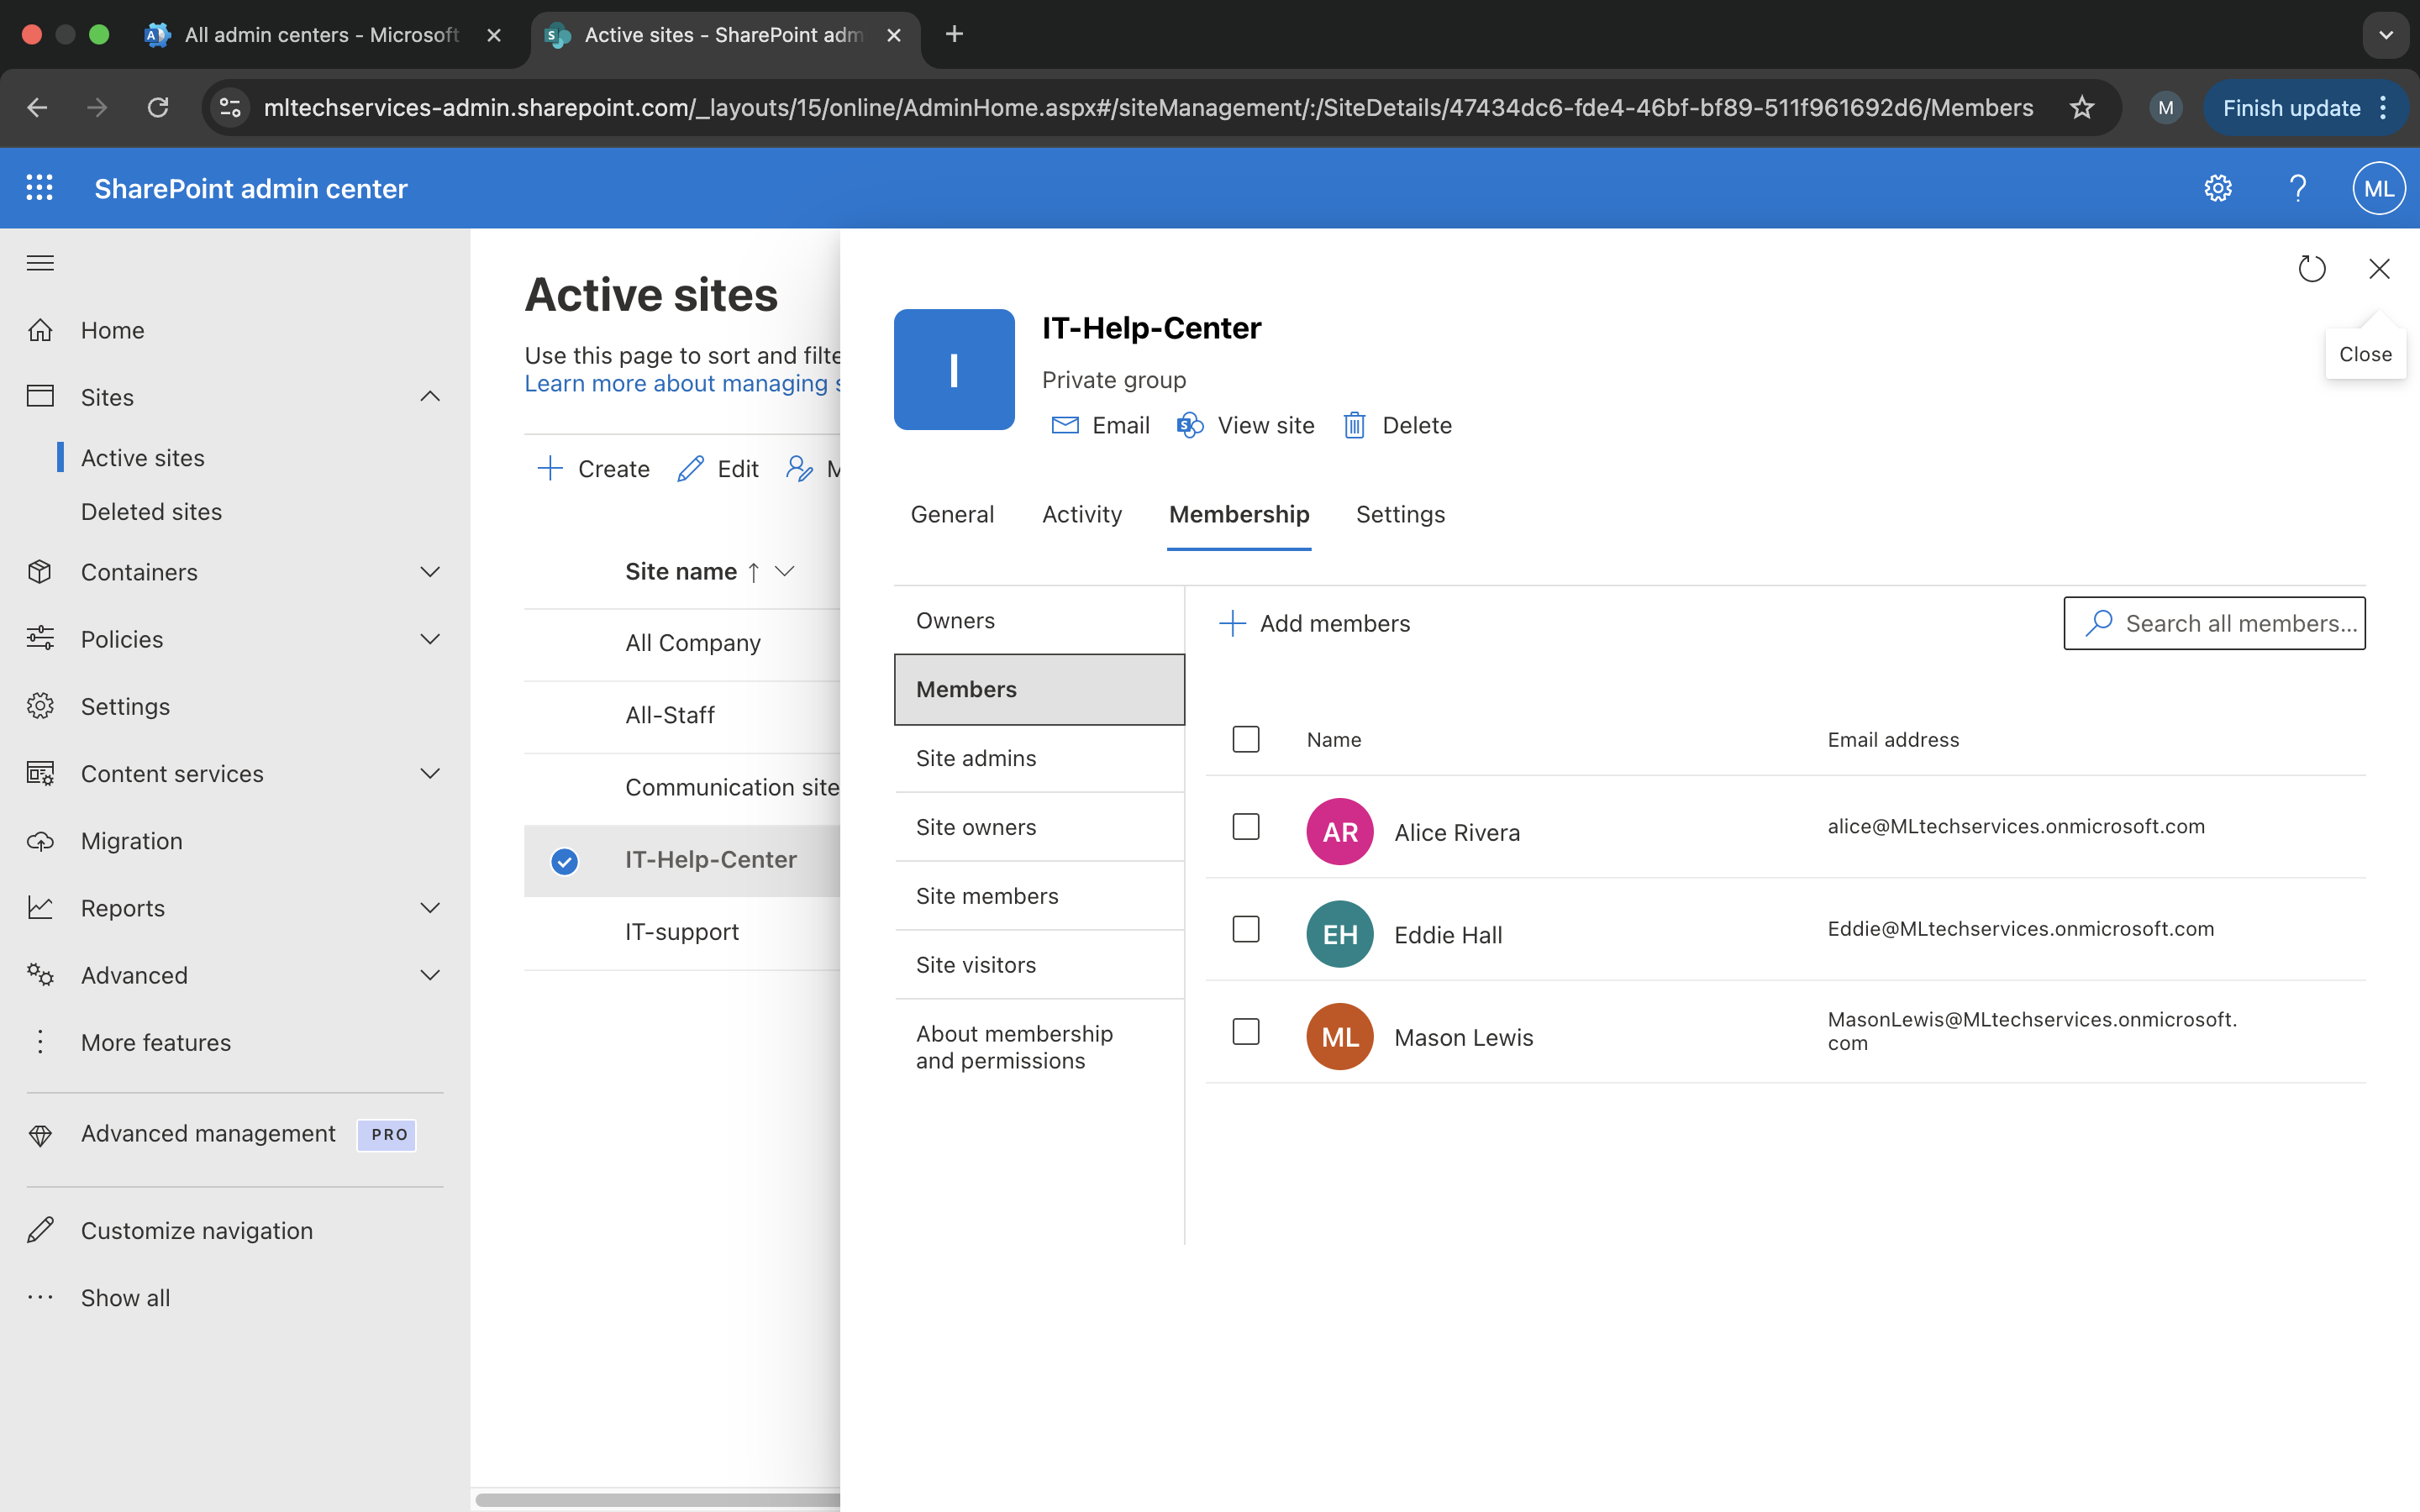 All admin centers - Microsoft
Active sites - SharePoint adm
mltechservices-admin.sharepoint.com/_layouts/15/online/AdminHome.aspx#/siteManagement/:/SiteDetails/47434dc6-fde4-46bf-bf89-511f961692d6/Members
M
Finish update
SharePoint admin center
ML
Home
Sites
Active sites
Deleted sites
Containers
Policies
Settings
Content services
Migration
Reports
Advanced
More features
Advanced management PRO
Customize navigation
Show all
Active sites
Use this page to sort and filte
Learn more about managing s
Create
Edit
M
Site name
All Company
All-Staff
Communication site
IT-Help-Center
IT-support
Close
I
IT-Help-Center
Private group
Email
View site
Delete
General
Activity
Membership
Settings
Owners
Members
Site admins
Site owners
Site members
Site visitors
About membership
and permissions
Add members
Search all members...
Name
Email address
AR
Alice Rivera
alice@MLtechservices.onmicrosoft.com
EH
Eddie Hall
Eddie@MLtechservices.onmicrosoft.com
ML
Mason Lewis
MasonLewis@MLtechservices.onmicrosoft.
com